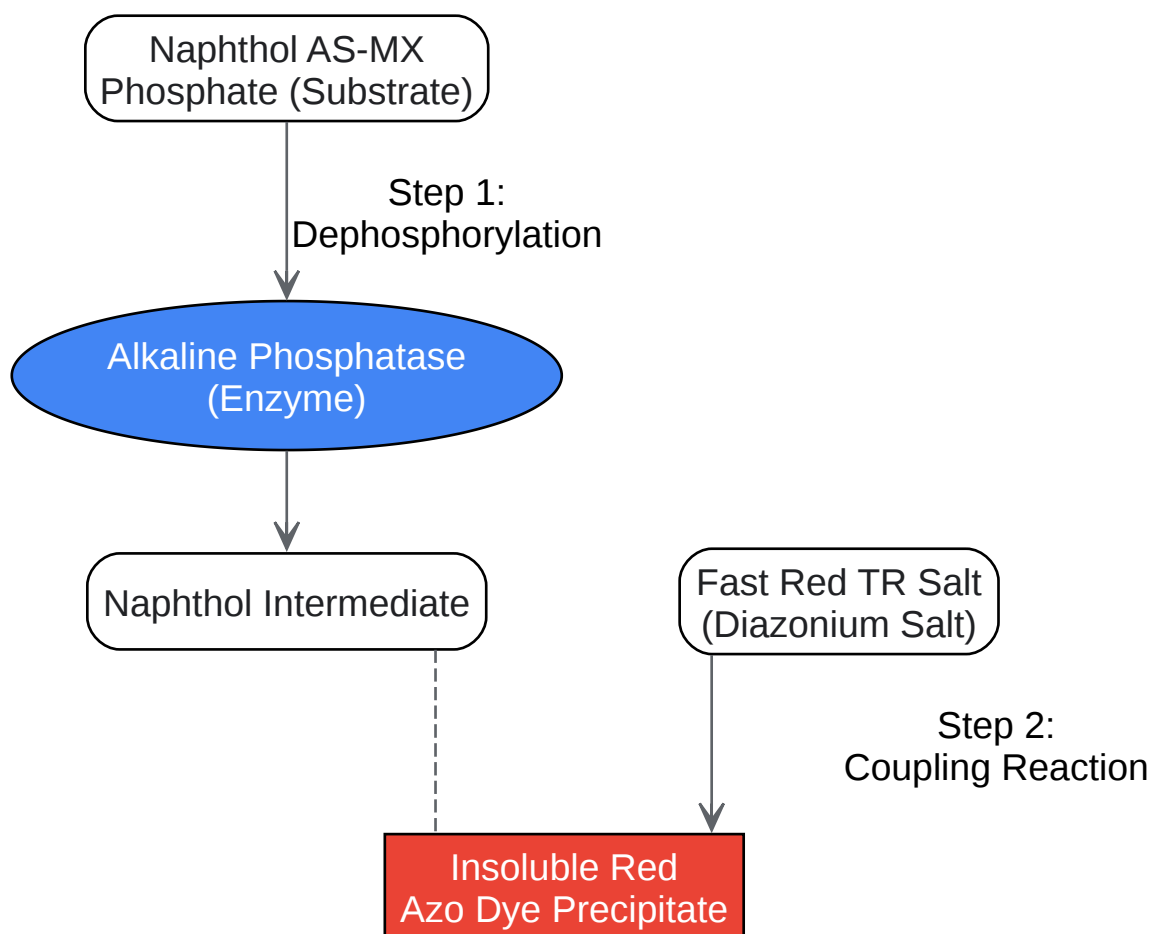 Naphthol AS-MX
Phosphate (Substrate)
Step 1:
Dephosphorylation
Alkaline Phosphatase
(Enzyme)
Naphthol Intermediate
Fast Red TR Salt
(Diazonium Salt)
Step 2:
Coupling Reaction
Insoluble Red
Azo Dye Precipitate